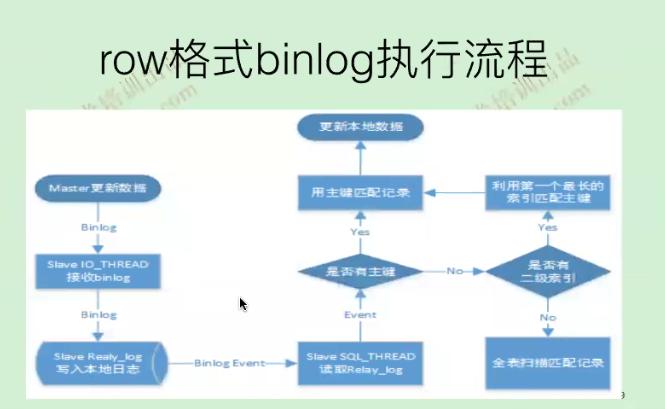 row格式binlog执行流程
更新本地数据
Master更新数据
用主键匹配记录
利用第一个最长的
索引匹配主键
Binlog
Yes
Yes
Slave IO_THREAD
接收binlog
是否有主键
No
是否有
二级索引
Binlog
Event
No
Slave Realy_log
写入本地日志
Binlog Event
Slave SQL_THREAD
读取Relay_log
全表扫描匹配记录
9